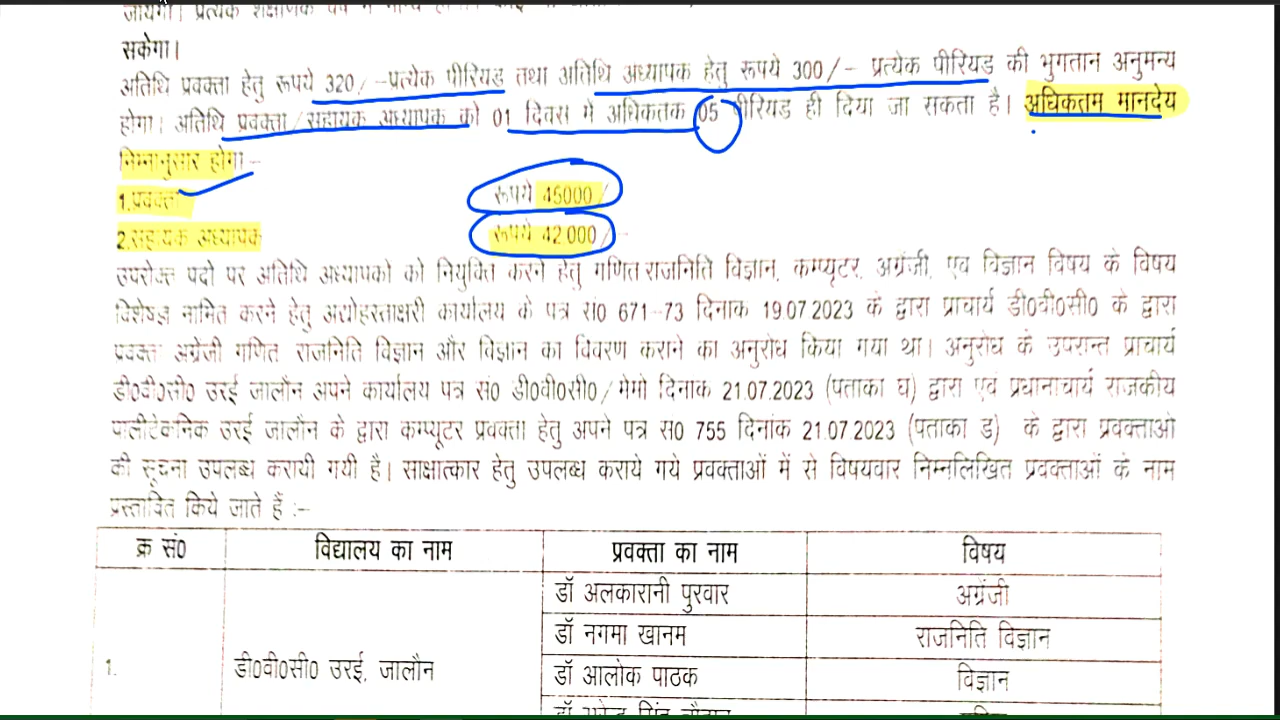 जायेगी। प्रत्येक शैक्षणिक
सकेगा।
अतिथि प्रवक्ता हेतु रूपये 320/–प्रत्येक पीरियड तथा अतिथि अध्यापक हेतु रूपये 300/– प्रत्येक पीरियड की भुगतान अनुमन्य
होगा। अतिथि प्रवक्ता/सहायक अध्यापक को 01 दिवस में अधिकतक 05 पीरियड ही दिया जा सकता है। अधिकतम मानदेय
निम्नानुसार होगा –
1.प्रवक्ता रूपये 45000/
2.सहायक अध्यापक रूपये 42000/–
उपरोक्त पदो पर अतिथि अध्यापको को नियुक्ति करने हेतु गणित राजनिति विज्ञान, कम्प्यूटर, अग्रेंजी, एव विज्ञान विषय के विषय
विशेषज्ञ नामित करने हेतु अधोहस्ताक्षरी कार्यालय के पत्र सं0 671–73 दिनाक 19.07.2023 के द्वारा प्राचार्य डी0वी0सी0 के द्वारा
प्रवक्ता अग्रेंजी गणित राजनिति विज्ञान और विज्ञान का विवरण कराने का अनुरोध किया गया था। अनुरोध के उपरान्त प्राचार्य
डी0वी0सी0 उरई जालौन अपने कार्यालय पत्र सं0 डी0वी0सी0/मेमो दिनाक 21.07.2023 (पताका घ) द्वारा एवं प्रधानाचार्य राजकीय
पालीटेकनिक उरई जालौन के द्वारा कम्प्यूटर प्रवक्ता हेतु अपने पत्र स0 755 दिनांक 21.07.2023 (पताका ड) के द्वारा प्रवक्ताओ
की सूचना उपलब्ध करायी गयी है। साक्षात्कार हेतु उपलब्ध कराये गये प्रवक्ताओं में से विषयवार निम्नलिखित प्रवक्ताओं के नाम
प्रस्तावित किये जाते हैं :–
क्र सं0 विद्यालय का नाम प्रवक्ता का नाम विषय
डॉ अलकारानी पुरवार अग्रेंजी
डॉ नगमा खानम राजनिति विज्ञान
1. डी0वी0सी0 उरई, जालौन डॉ आलोक पाठक विज्ञान